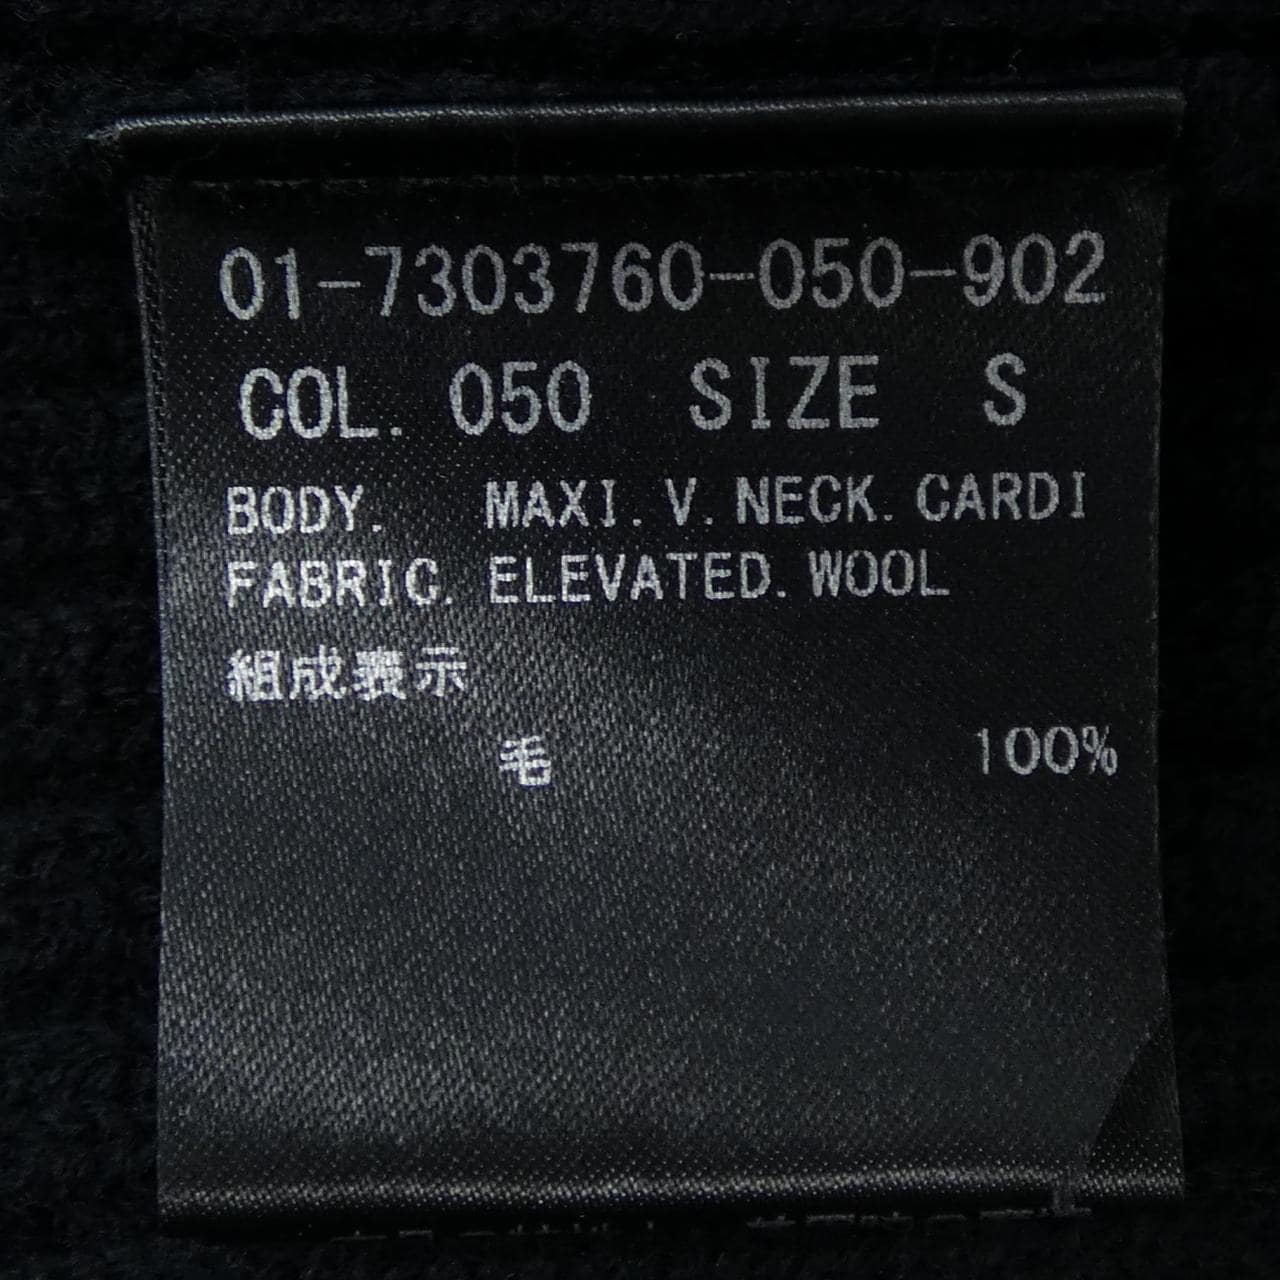 01-7303760-050-902
COL. 050 SIZE S
BODY. MAXI.V.NECK.CARDI
FABRIC. ELEVATED.WOOL
組成表示
毛 100%